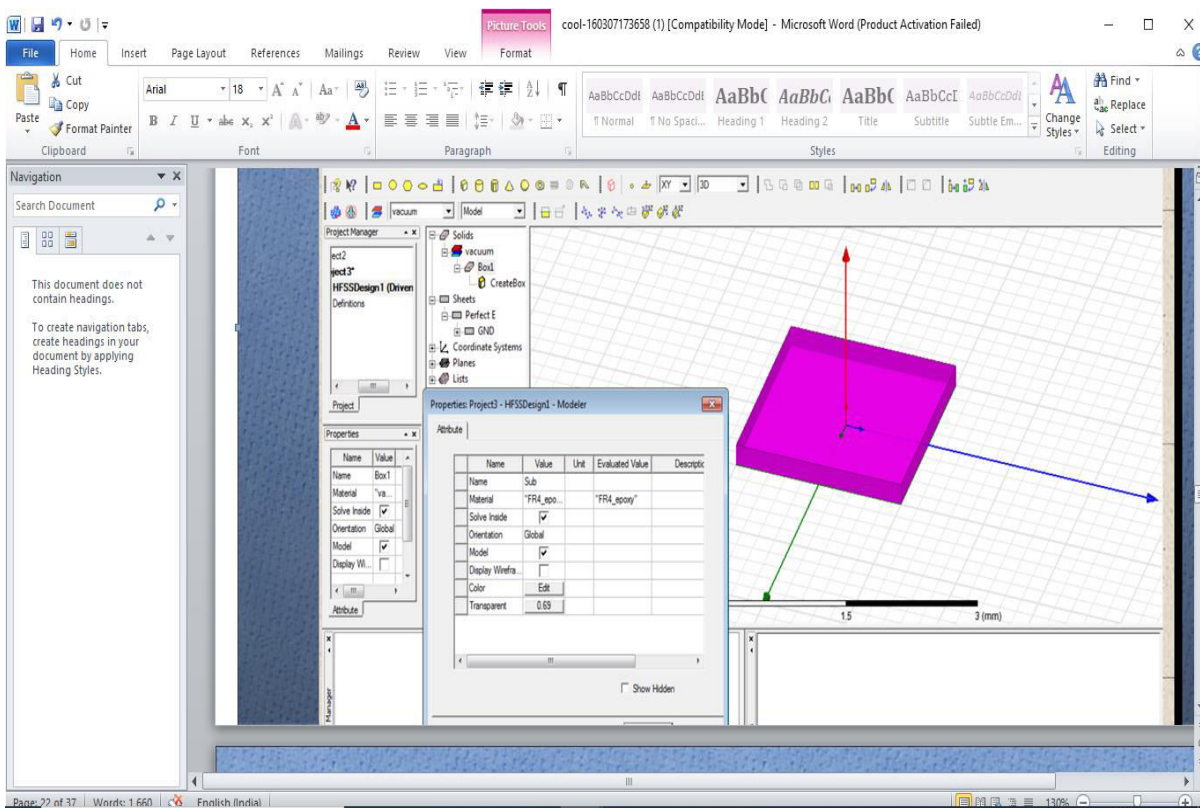 Picture Tools
cool-160307173658 (1) [Compatibility Mode] - Microsoft Word (Product Activation Failed)
File Home Insert Page Layout References Mailings Review View Format
Paste
Cut
Copy
Format Painter
Clipboard
Arial 18
Font
Paragraph
AaBbCcDdI AaBbCcDdI AaBb( AaBbC AaBb( AaBbCcI AaBbCcDdI
¶ Normal ¶ No Spaci... Heading 1 Heading 2 Title Subtitle Subtle Em...
Change
Styles
Styles
Find
Replace
Select
Editing
Navigation
Search Document
This document does not
contain headings.
To create navigation tabs,
create headings in your
document by applying
Heading Styles.
XY 3D
vacuum Model
Project Manager
ect2
ject3*
HFSSDesign1 (Driven
Definitions
Project
Solids
vacuum
Box1
CreateBox
Sheets
Perfect E
GND
Coordinate Systems
Planes
Lists
Properties
Name Value
Name Box1
Material "va...
Solve Inside
Orientation Global
Model
Display Wi...
Attribute
Properties: Project3 - HFSSDesign1 - Modeler
Attribute
Name Value Unit Evaluated Value Descriptic
Name Sub
Material "FR4_epo... "FR4_epoxy"
Solve Inside
Orientation Global
Model
Display Wirefra...
Color Edit
Transparent 0.69
Show Hidden
1.5 3 (mm)
Manager
Page: 22 of 37 Words: 1,660 English (India) 130%